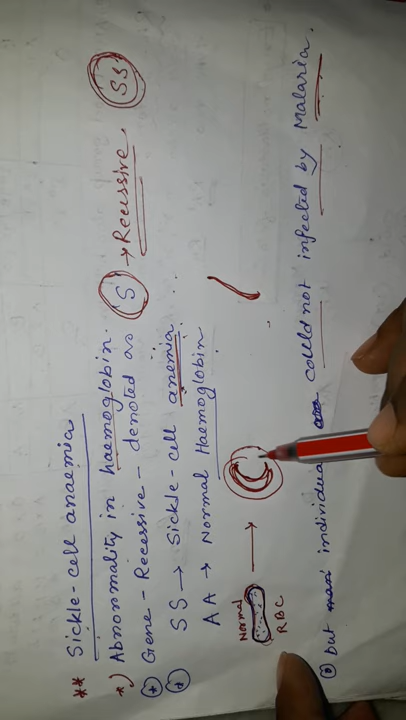 ** Sickle-cell anaemia
*) Abnormality in haemoglobin.
* Gene - Recessive - denoted as S → Recessive. SS
* SS → Sickle-cell anemia
AA → Normal Haemoglobin
Normal
RBC
but individual could not infected by Malaria.